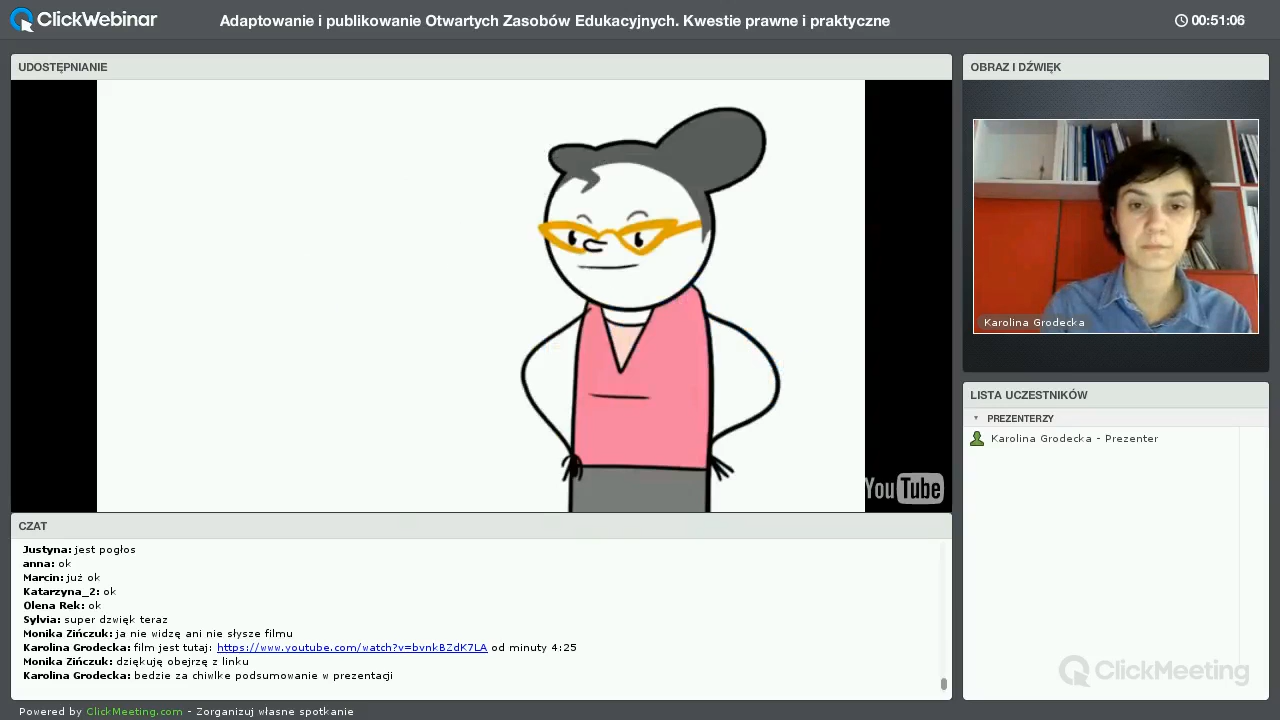 ClickWebinar
Adaptowanie i publikowanie Otwartych Zasobów Edukacyjnych. Kwestie prawne i praktyczne
00:51:06
UDOSTĘPNIANIE
YouTube
OBRAZ I DŹWIĘK
Karolina Grodecka
LISTA UCZESTNIKÓW
PREZENTERZY
Karolina Grodecka - Prezenter
CZAT
Justyna: jest pogłos
anna: ok
Marcin: już ok
Katarzyna_2: ok
Olena Rek: ok
Sylvia: super dzwięk teraz
Monika Zińczuk: ja nie widzę ani nie słysze filmu
Karolina Grodecka: film jest tutaj: https://www.youtube.com/watch?v=bvnkBZdK7LA od minuty 4:25
Monika Zińczuk: dziękuję obejrzę z linku
Karolina Grodecka: bedzie za chiwlke podsumowanie w prezentacji
ClickMeeting
Powered by ClickMeeting.com - Zorganizuj własne spotkanie